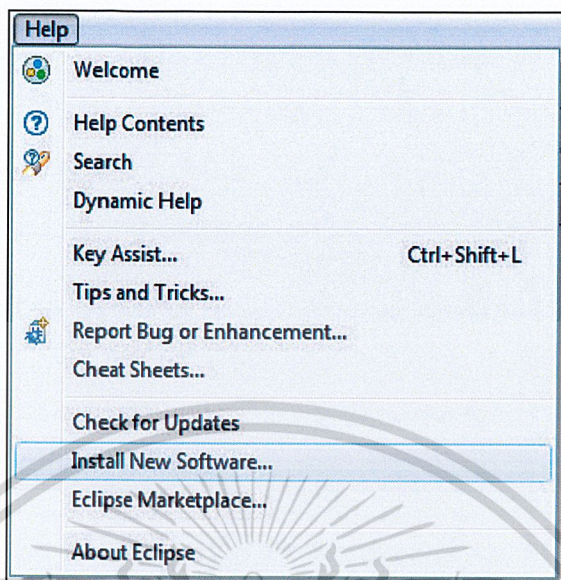 Help
Welcome
Help Contents
Search
Dynamic Help
Key Assist... Ctrl+Shift+L
Tips and Tricks...
Report Bug or Enhancement...
Cheat Sheets...
Check for Updates
Install New Software...
Eclipse Marketplace...
About Eclipse